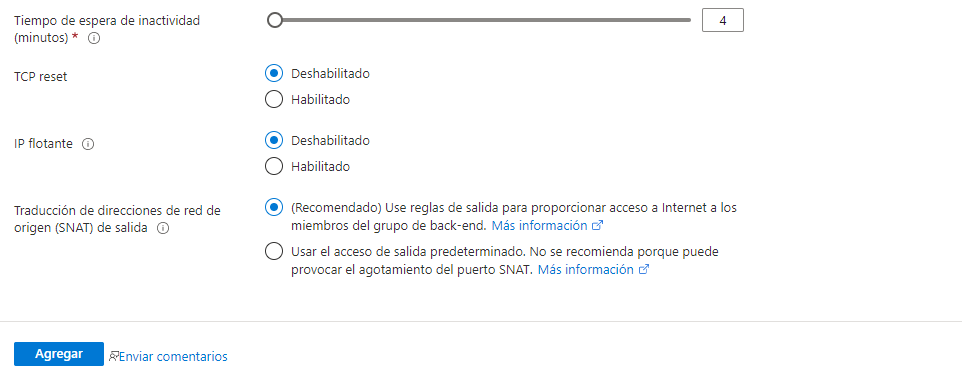 Tiempo de espera de inactividad
(minutos) *
4
TCP reset
Deshabilitado
Habilitado
IP flotante
Deshabilitado
Habilitado
Traducción de direcciones de red de
origen (SNAT) de salida
(Recomendado) Use reglas de salida para proporcionar acceso a Internet a los
miembros del grupo de back-end. Más información
Usar el acceso de salida predeterminado. No se recomienda porque puede
provocar el agotamiento del puerto SNAT. Más información
Agregar
Enviar comentarios